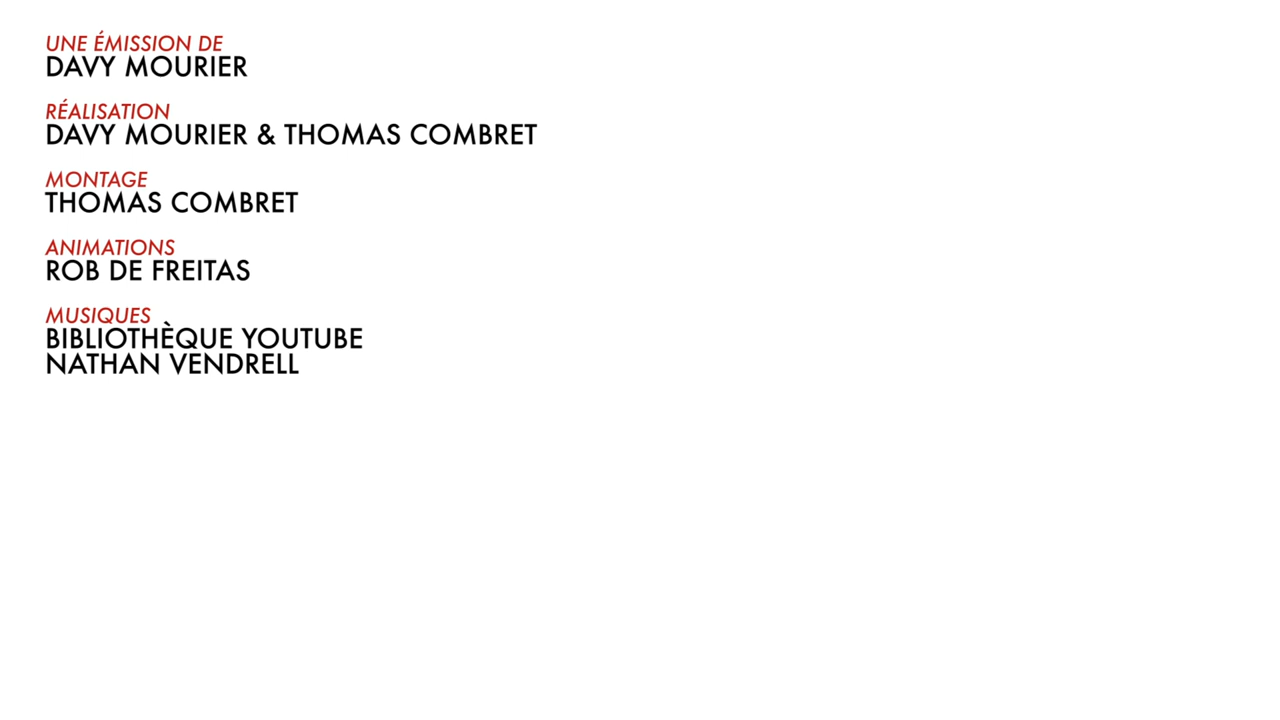 UNE ÉMISSION DE
DAVY MOURIER
RÉALISATION
DAVY MOURIER & THOMAS COMBRET
MONTAGE
THOMAS COMBRET
ANIMATIONS
ROB DE FREITAS
MUSIQUES
BIBLIOTHÈQUE YOUTUBE
NATHAN VENDRELL